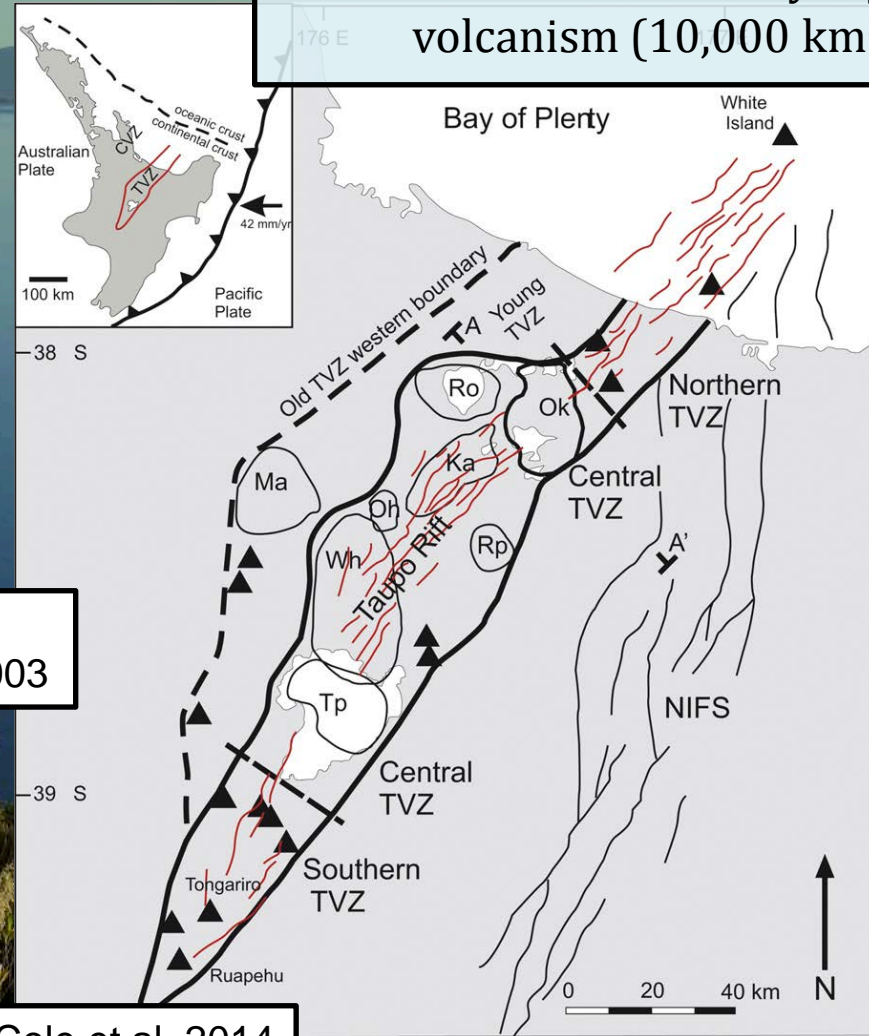 volcanism (10,000 km
176 E
177 E
oceanic crust
continental crust
CVZ
Australian
Plate
TVZ
42 mm/yr
100 km
Pacific
Plate
Bay of Plenty
White
Island
38 S
Old TVZ western boundary
A
Young
TVZ
Ro
Ok
Northern
TVZ
Ma
Ka
Central
TVZ
Oh
Wh
Rp
A'
Taupo Rift
003
Tp
NIFS
39 S
Central
TVZ
Southern
TVZ
Tongariro
Ruapehu
0 20 40 km
N
et al. 2014